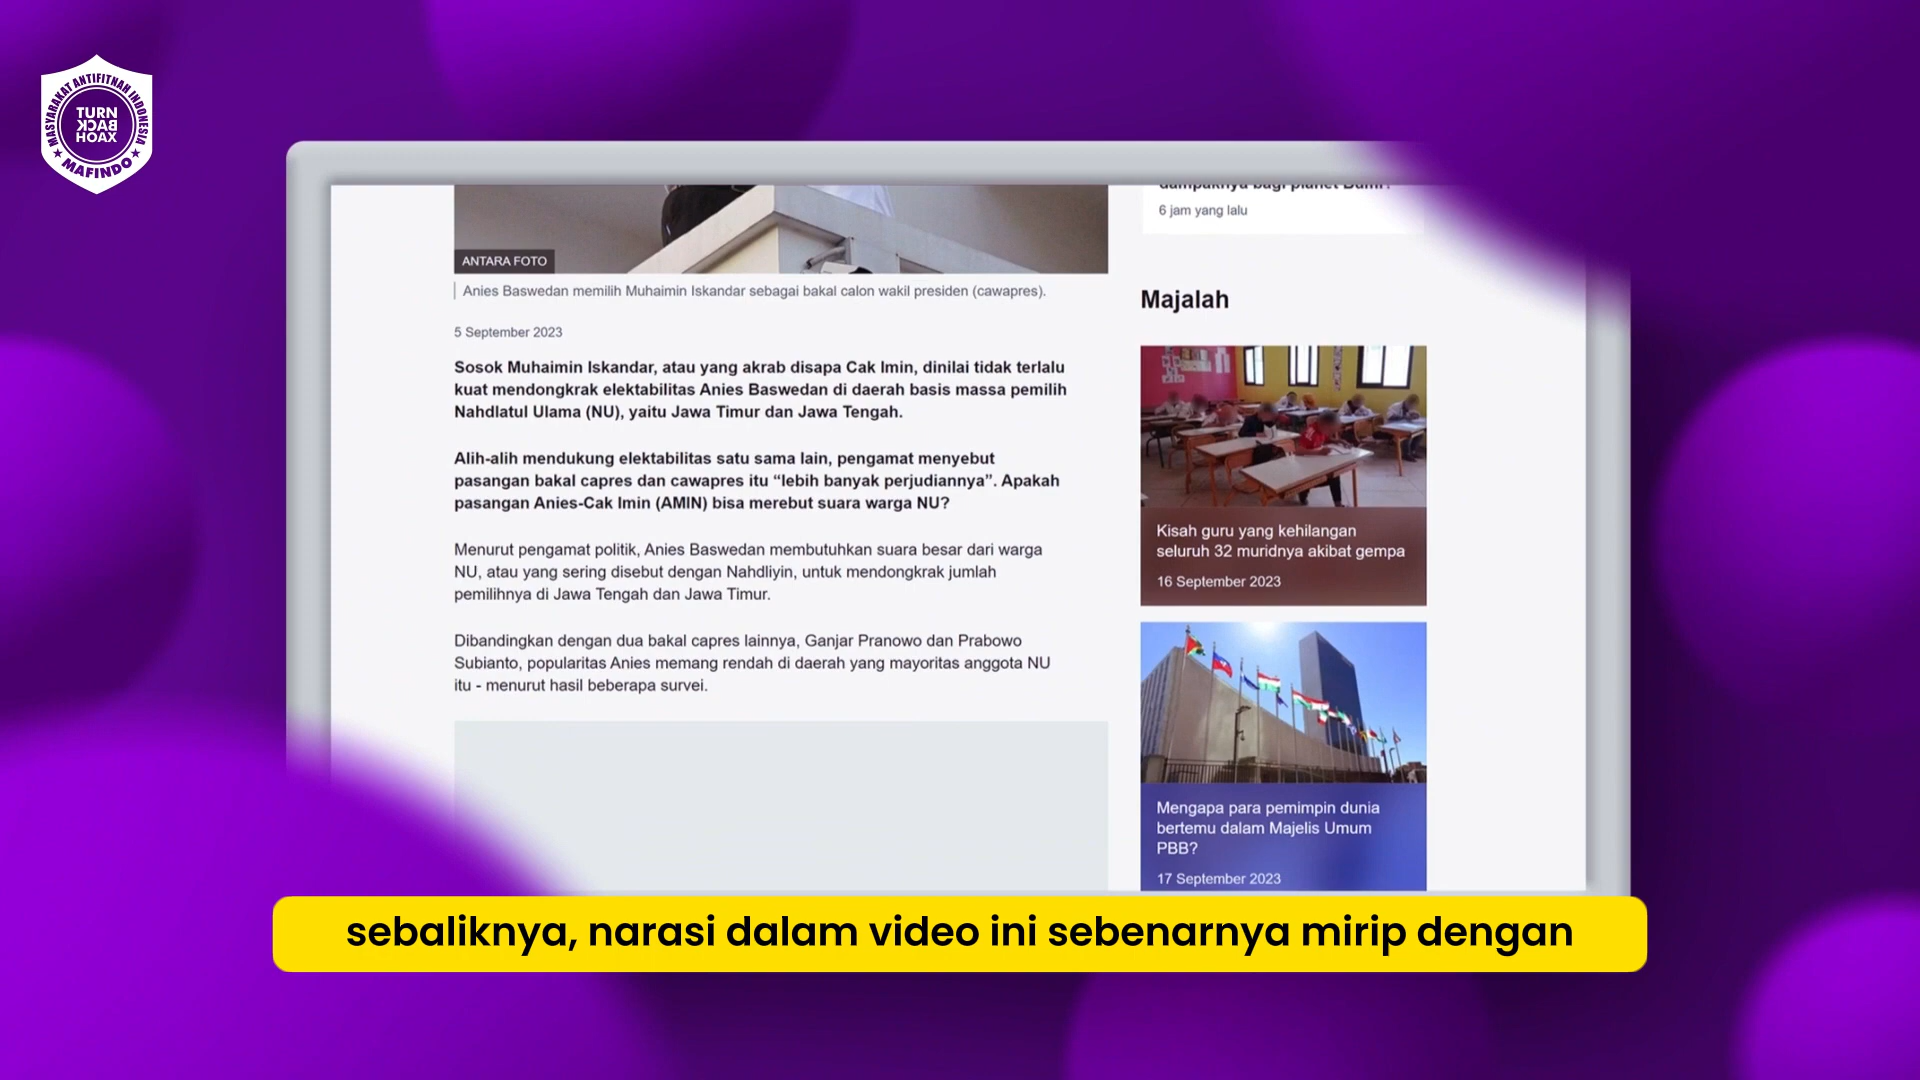 MASYARAKAT ANTIFITNAH INDONESIA
TURN
BACK
HOAX
MAFINDO
ANTARA FOTO
Anies Baswedan memilih Muhaimin Iskandar sebagai bakal calon wakil presiden (cawapres).
5 September 2023
Sosok Muhaimin Iskandar, atau yang akrab disapa Cak Imin, dinilai tidak terlalu
kuat mendongkrak elektabilitas Anies Baswedan di daerah basis massa pemilih
Nahdlatul Ulama (NU), yaitu Jawa Timur dan Jawa Tengah.
Alih-alih mendukung elektabilitas satu sama lain, pengamat menyebut
pasangan bakal capres dan cawapres itu “lebih banyak perjudiannya”. Apakah
pasangan Anies-Cak Imin (AMIN) bisa merebut suara warga NU?
Menurut pengamat politik, Anies Baswedan membutuhkan suara besar dari warga
NU, atau yang sering disebut dengan Nahdliyin, untuk mendongkrak jumlah
pemilihnya di Jawa Tengah dan Jawa Timur.
Dibandingkan dengan dua bakal capres lainnya, Ganjar Pranowo dan Prabowo
Subianto, popularitas Anies memang rendah di daerah yang mayoritas anggota NU
itu - menurut hasil beberapa survei.
dampaknya bagi planet Bumi?
6 jam yang lalu
Majalah
Kisah guru yang kehilangan
seluruh 32 muridnya akibat gempa
16 September 2023
Mengapa para pemimpin dunia
bertemu dalam Majelis Umum
PBB?
17 September 2023
sebaliknya, narasi dalam video ini sebenarnya mirip dengan